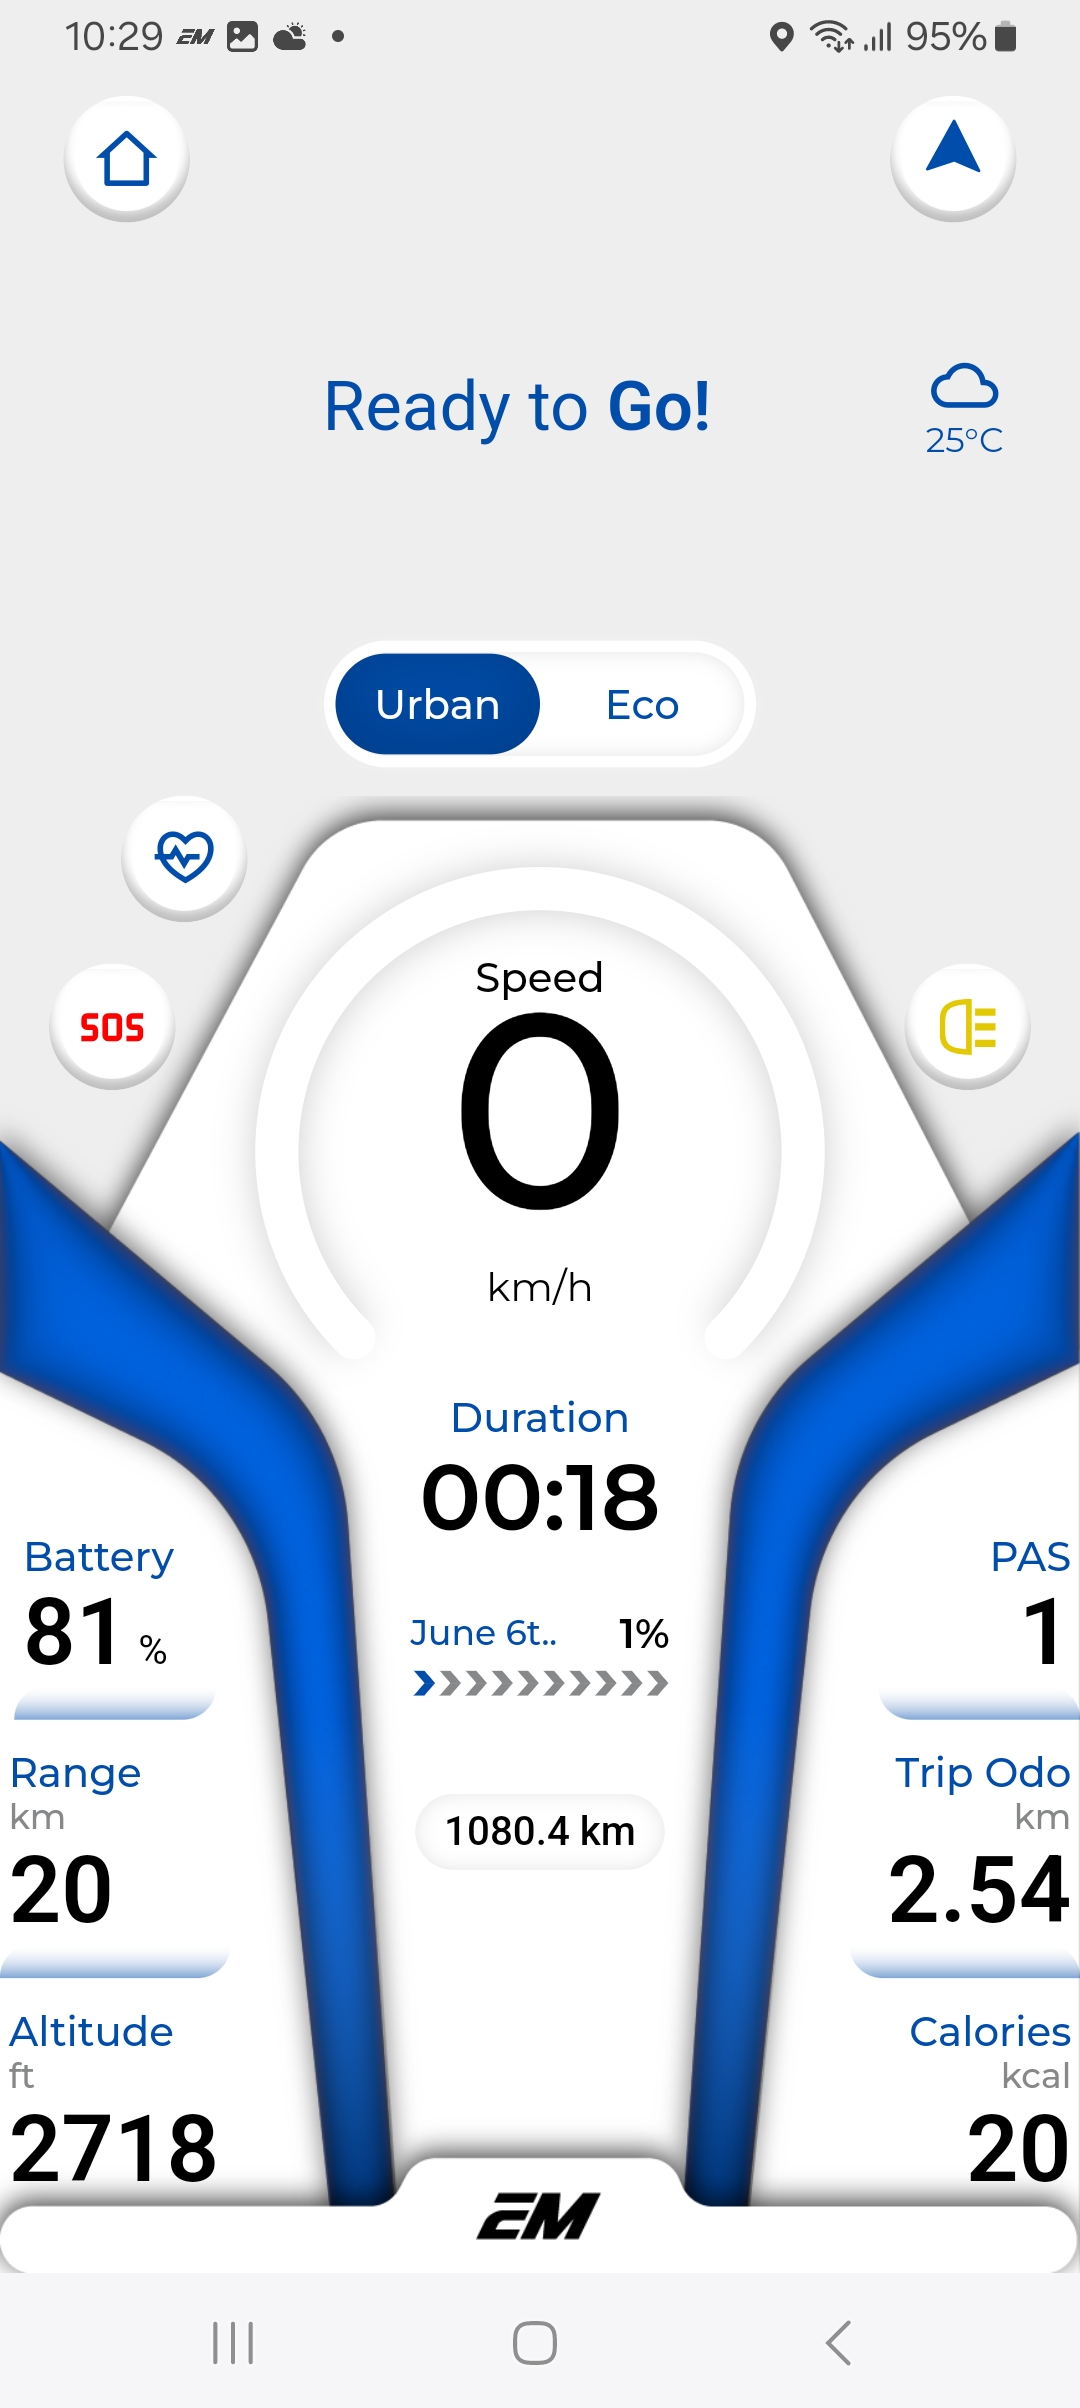 10:29 EM 95%
Ready to Go!
25°C
Urban Eco
Speed
SOS
0
km/h
Duration
00:18
Battery
81 %
PAS
1
June 6t.. 1%
Range
km
20
1080.4 km
Trip Odo
km
2.54
Altitude
ft
2718
Calories
kcal
20
EM